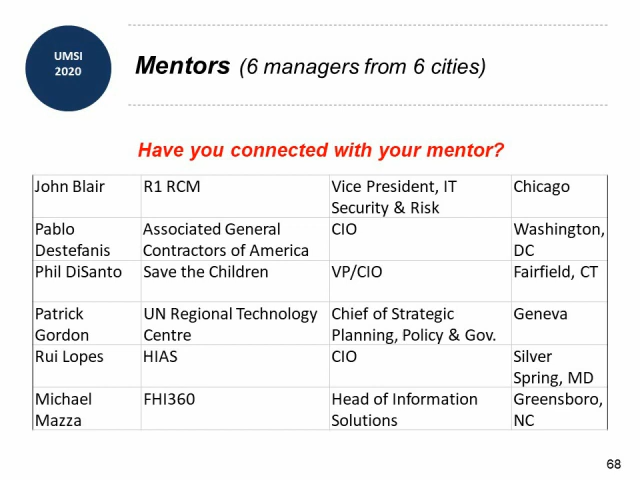 UMSI
2020
Mentors (6 managers from 6 cities)
Have you connected with your mentor?
John Blair R1 RCM Vice President, IT Security & Risk Chicago
Pablo Destefanis Associated General Contractors of America CIO Washington, DC
Phil DiSanto Save the Children VP/CIO Fairfield, CT
Patrick Gordon UN Regional Technology Centre Chief of Strategic Planning, Policy & Gov. Geneva
Rui Lopes HIAS CIO Silver Spring, MD
Michael Mazza FHI360 Head of Information Solutions Greensboro, NC
68